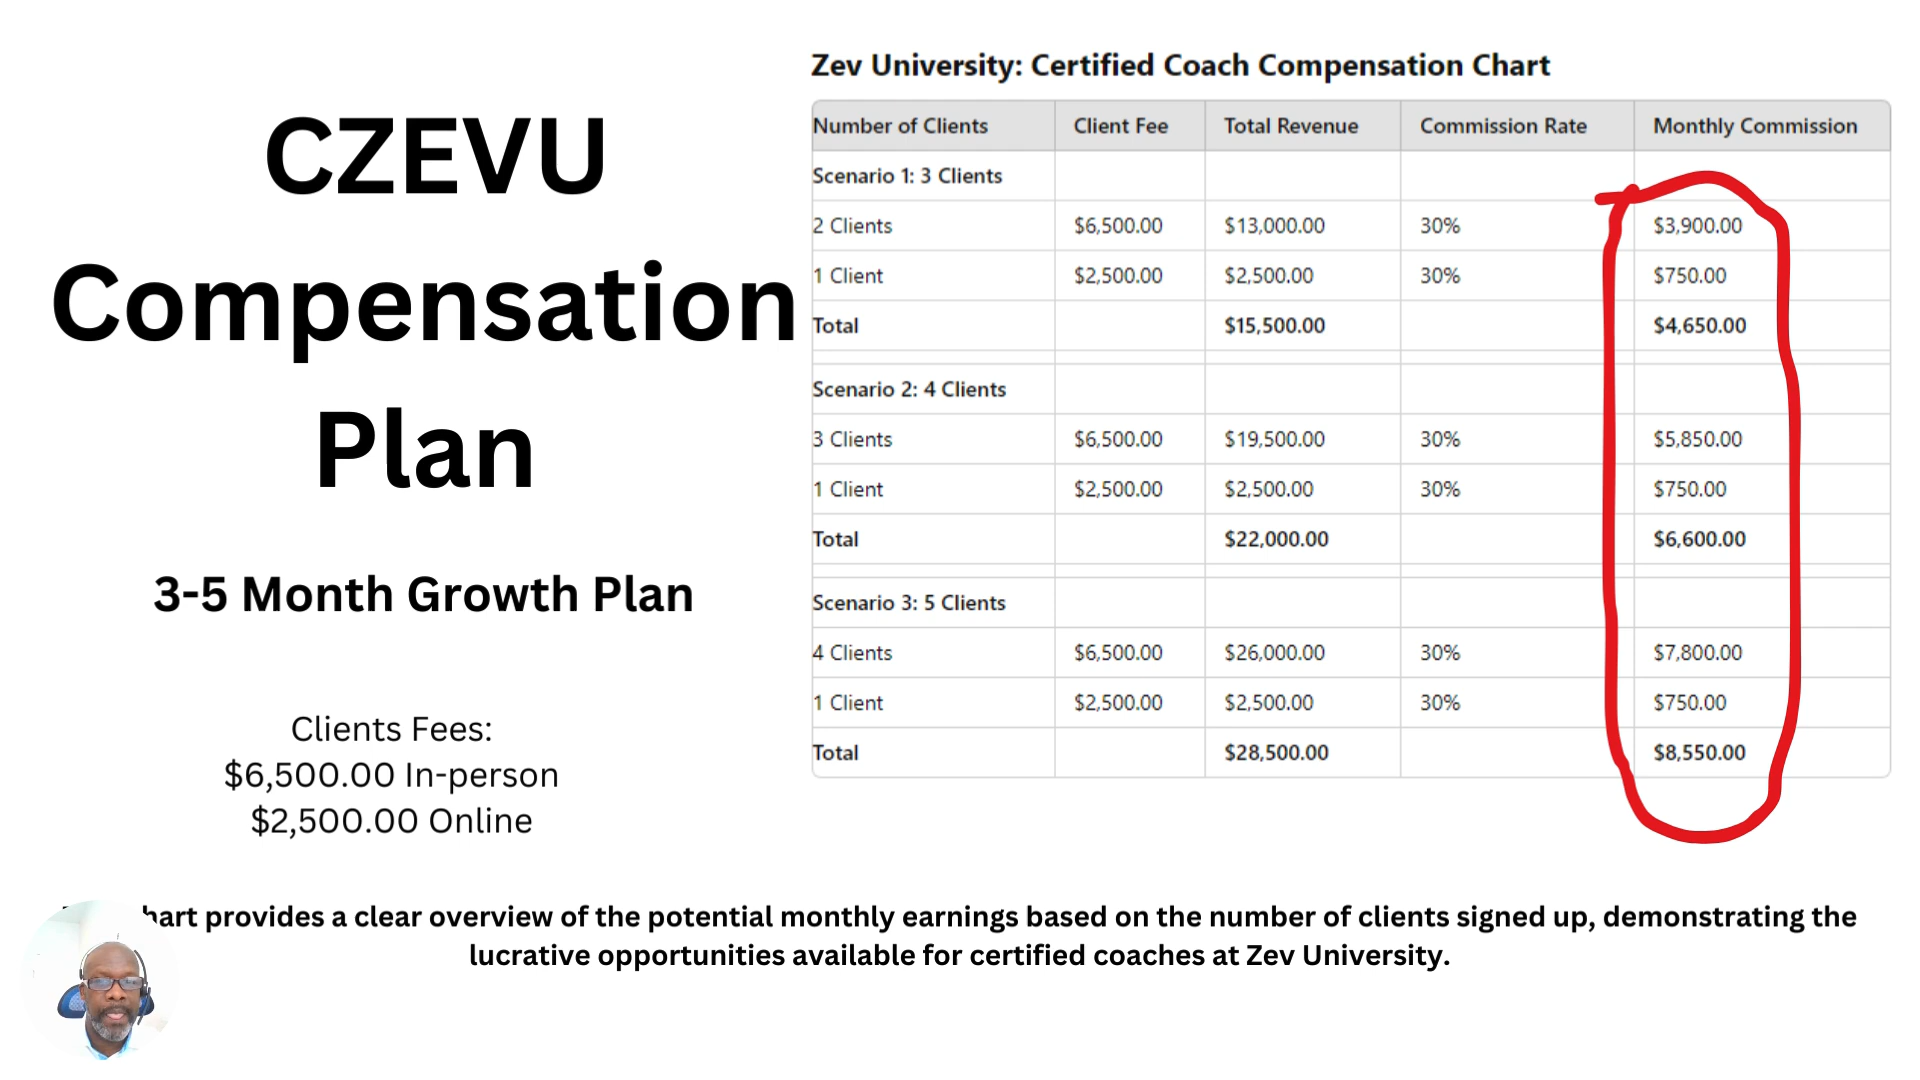 CZEVU
Compensation
Plan
3-5 Month Growth Plan
Clients Fees:
$6,500.00 In-person
$2,500.00 Online
Zev University: Certified Coach Compensation Chart
Number of Clients Client Fee Total Revenue Commission Rate Monthly Commission
Scenario 1: 3 Clients
2 Clients $6,500.00 $13,000.00 30% $3,900.00
1 Client $2,500.00 $2,500.00 30% $750.00
Total $15,500.00 $4,650.00
Scenario 2: 4 Clients
3 Clients $6,500.00 $19,500.00 30% $5,850.00
1 Client $2,500.00 $2,500.00 30% $750.00
Total $22,000.00 $6,600.00
Scenario 3: 5 Clients
4 Clients $6,500.00 $26,000.00 30% $7,800.00
1 Client $2,500.00 $2,500.00 30% $750.00
Total $28,500.00 $8,550.00
hart provides a clear overview of the potential monthly earnings based on the number of clients signed up, demonstrating the
lucrative opportunities available for certified coaches at Zev University.